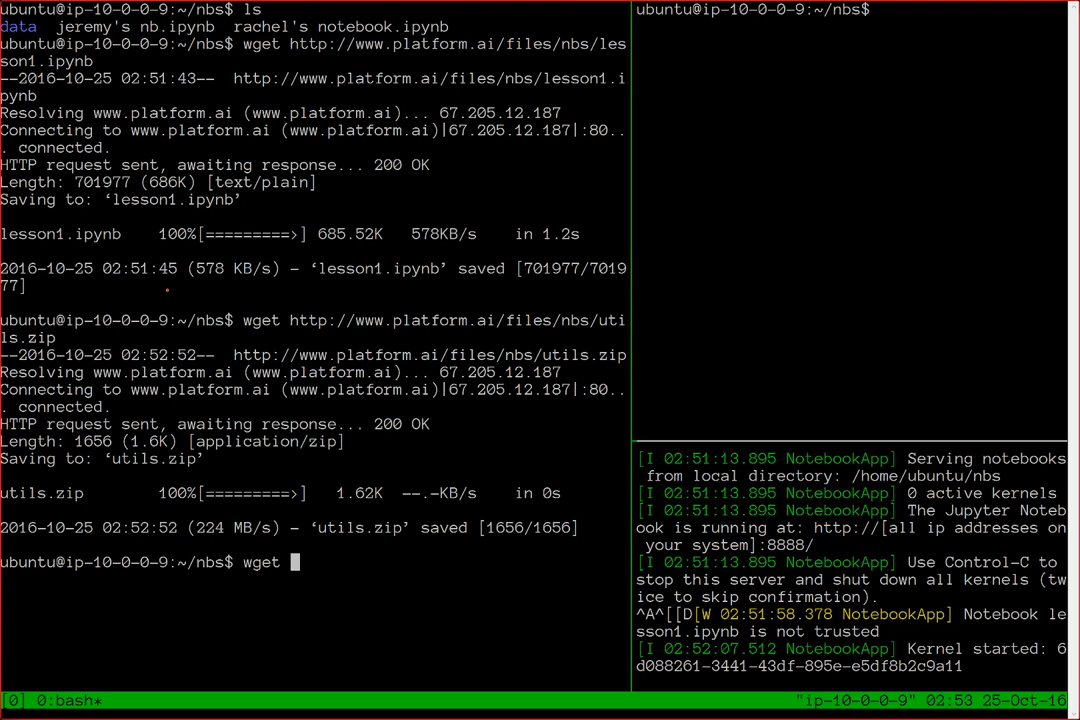 ubuntu@ip-10-0-0-9:~/nbs$ ls
data  jeremy's nb.ipynb  rachel's notebook.ipynb
ubuntu@ip-10-0-0-9:~/nbs$ wget http://www.platform.ai/files/nbs/les
son1.ipynb
--2016-10-25 02:51:43--  http://www.platform.ai/files/nbs/lesson1.i
pynb
Resolving www.platform.ai (www.platform.ai)... 67.205.12.187
Connecting to www.platform.ai (www.platform.ai)|67.205.12.187|:80..
. connected.
HTTP request sent, awaiting response... 200 OK
Length: 701977 (686K) [text/plain]
Saving to: ‘lesson1.ipynb’
lesson1.ipynb    100%[=========>] 685.52K   578KB/s    in 1.2s
2016-10-25 02:51:45 (578 KB/s) - ‘lesson1.ipynb’ saved [701977/7019
77]
ubuntu@ip-10-0-0-9:~/nbs$ wget http://www.platform.ai/files/nbs/uti
ls.zip
--2016-10-25 02:52:52--  http://www.platform.ai/files/nbs/utils.zip
Resolving www.platform.ai (www.platform.ai)... 67.205.12.187
Connecting to www.platform.ai (www.platform.ai)|67.205.12.187|:80..
. connected.
HTTP request sent, awaiting response... 200 OK
Length: 1656 (1.6K) [application/zip]
Saving to: ‘utils.zip’
utils.zip        100%[=========>]   1.62K  --.-KB/s    in 0s
2016-10-25 02:52:52 (224 MB/s) - ‘utils.zip’ saved [1656/1656]
ubuntu@ip-10-0-0-9:~/nbs$ wget
ubuntu@ip-10-0-0-9:~/nbs$
[I 02:51:13.895 NotebookApp] Serving notebooks
 from local directory: /home/ubuntu/nbs
[I 02:51:13.895 NotebookApp] 0 active kernels
[I 02:51:13.895 NotebookApp] The Jupyter Noteb
ook is running at: http://[all ip addresses on
 your system]:8888/
[I 02:51:13.895 NotebookApp] Use Control-C to
stop this server and shut down all kernels (tw
ice to skip confirmation).
^A^[[D[W 02:51:58.378 NotebookApp] Notebook le
sson1.ipynb is not trusted
[I 02:52:07.512 NotebookApp] Kernel started: 6
d088261-3441-43df-895e-e5df8b2c9a11
[0] 0:bash*                    "ip-10-0-0-9" 02:53 25-Oct-16